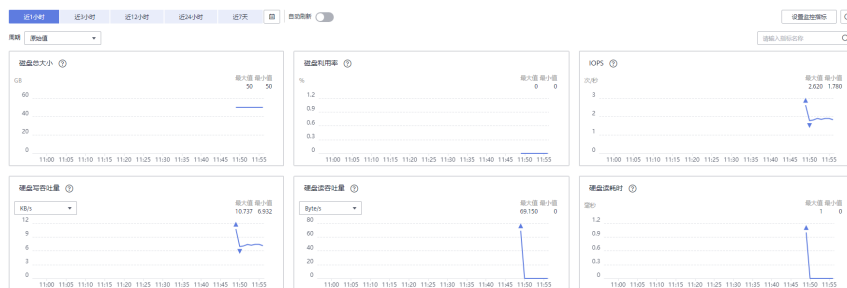 近1小时 近3小时 近12小时 近24小时 近7天 自动刷新 设置监控指标
周期 原始值 请输入指标名称
磁盘总大小 磁盘利用率 IOPS
GB 最大值 最小值 % 最大值 最小值 次/秒 最大值 最小值
50 50 0 0 2.620 1.780
60 1.2 3
40 0.9 2
20 0.6 1
0 0.3 0
0
11:00 11:05 11:10 11:15 11:20 11:25 11:30 11:35 11:40 11:45 11:50 11:55
11:00 11:05 11:10 11:15 11:20 11:25 11:30 11:35 11:40 11:45 11:50 11:55
11:00 11:05 11:10 11:15 11:20 11:25 11:30 11:35 11:40 11:45 11:50 11:55
硬盘写吞吐量 硬盘读吞吐量 硬盘读耗时
KB/s 最大值 最小值 Byte/s 最大值 最小值 毫秒 最大值 最小值
10.737 6.932 69.150 0 1 0
12 80 1.2
9 60 0.9
6 40 0.6
3 20 0.3
0 0 0
11:00 11:05 11:10 11:15 11:20 11:25 11:30 11:35 11:40 11:45 11:50 11:55
11:00 11:05 11:10 11:15 11:20 11:25 11:30 11:35 11:40 11:45 11:50 11:55
11:00 11:05 11:10 11:15 11:20 11:25 11:30 11:35 11:40 11:45 11:50 11:55